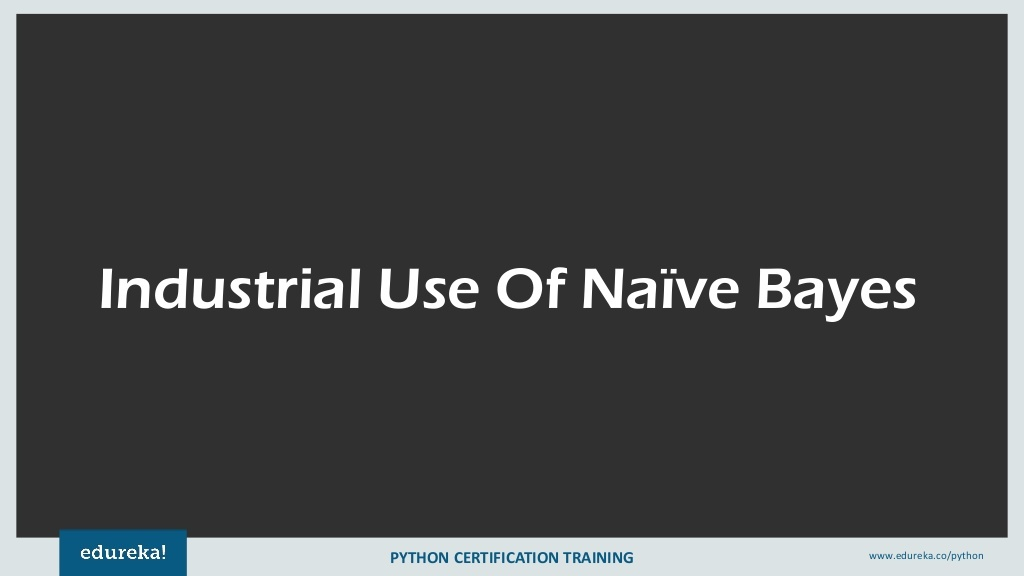 Industrial Use Of Naïve Bayes
edureka!
PYTHON CERTIFICATION TRAINING
www.edureka.co/python